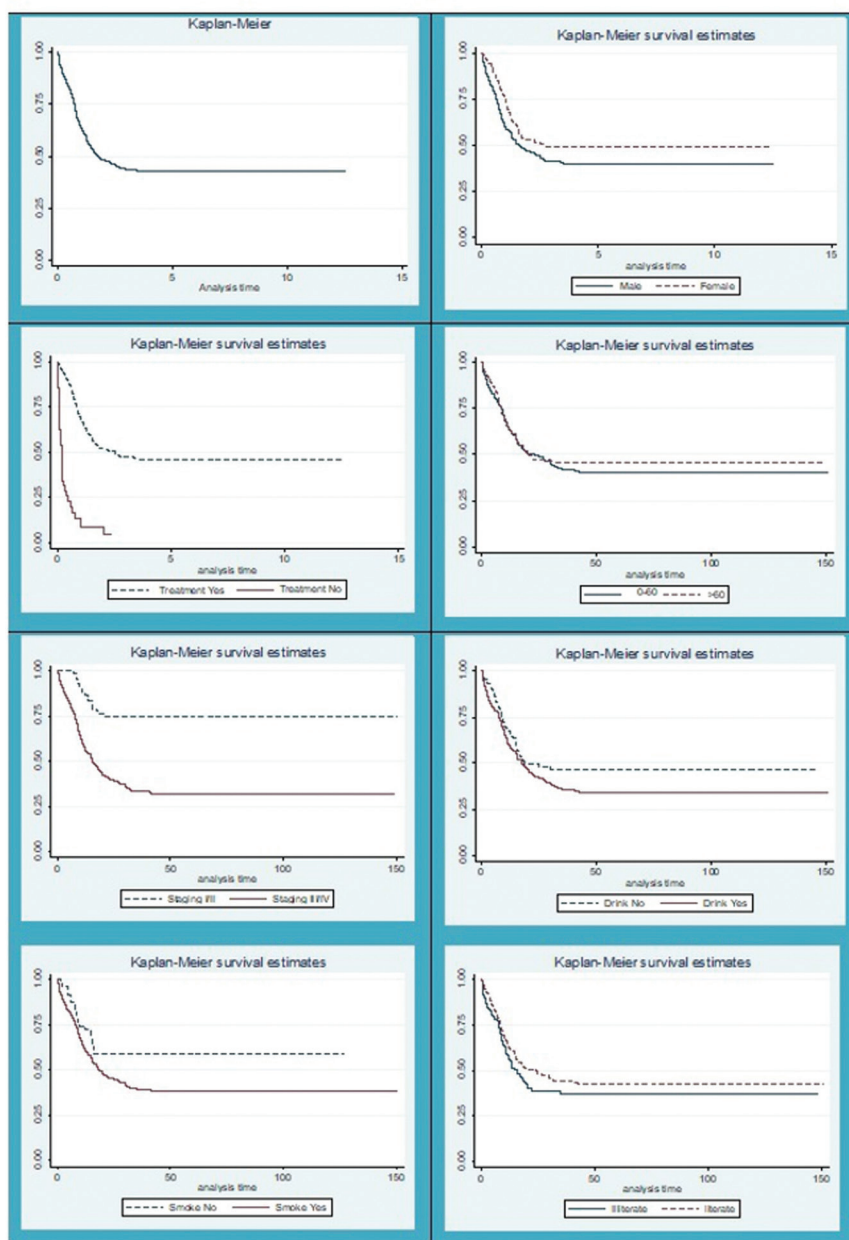 Kaplan-Meier
1.00
0.75
0.50
0.25
0.00
0 5 10 15
Analysis time
Kaplan-Meier survival estimates
1.00
0.75
0.50
0.25
0.00
0 5 10 15
analysis time
Male Female
Kaplan-Meier survival estimates
1.00
0.75
0.50
0.25
0.00
0 5 10 15
analysis time
Treatment Yes Treatment No
Kaplan-Meier survival estimates
1.00
0.75
0.50
0.25
0.00
0 50 100 150
analysis time
0-60 >60
Kaplan-Meier survival estimates
1.00
0.75
0.50
0.25
0.00
0 50 100 150
analysis time
Staging I/II Staging III/IV
Kaplan-Meier survival estimates
1.00
0.75
0.50
0.25
0.00
0 50 100 150
analysis time
Drink No Drink Yes
Kaplan-Meier survival estimates
1.00
0.75
0.50
0.25
0.00
0 50 100 150
analysis time
Smoke No Smoke Yes
Kaplan-Meier survival estimates
1.00
0.75
0.50
0.25
0.00
0 50 100 150
analysis time
Illiterate literate